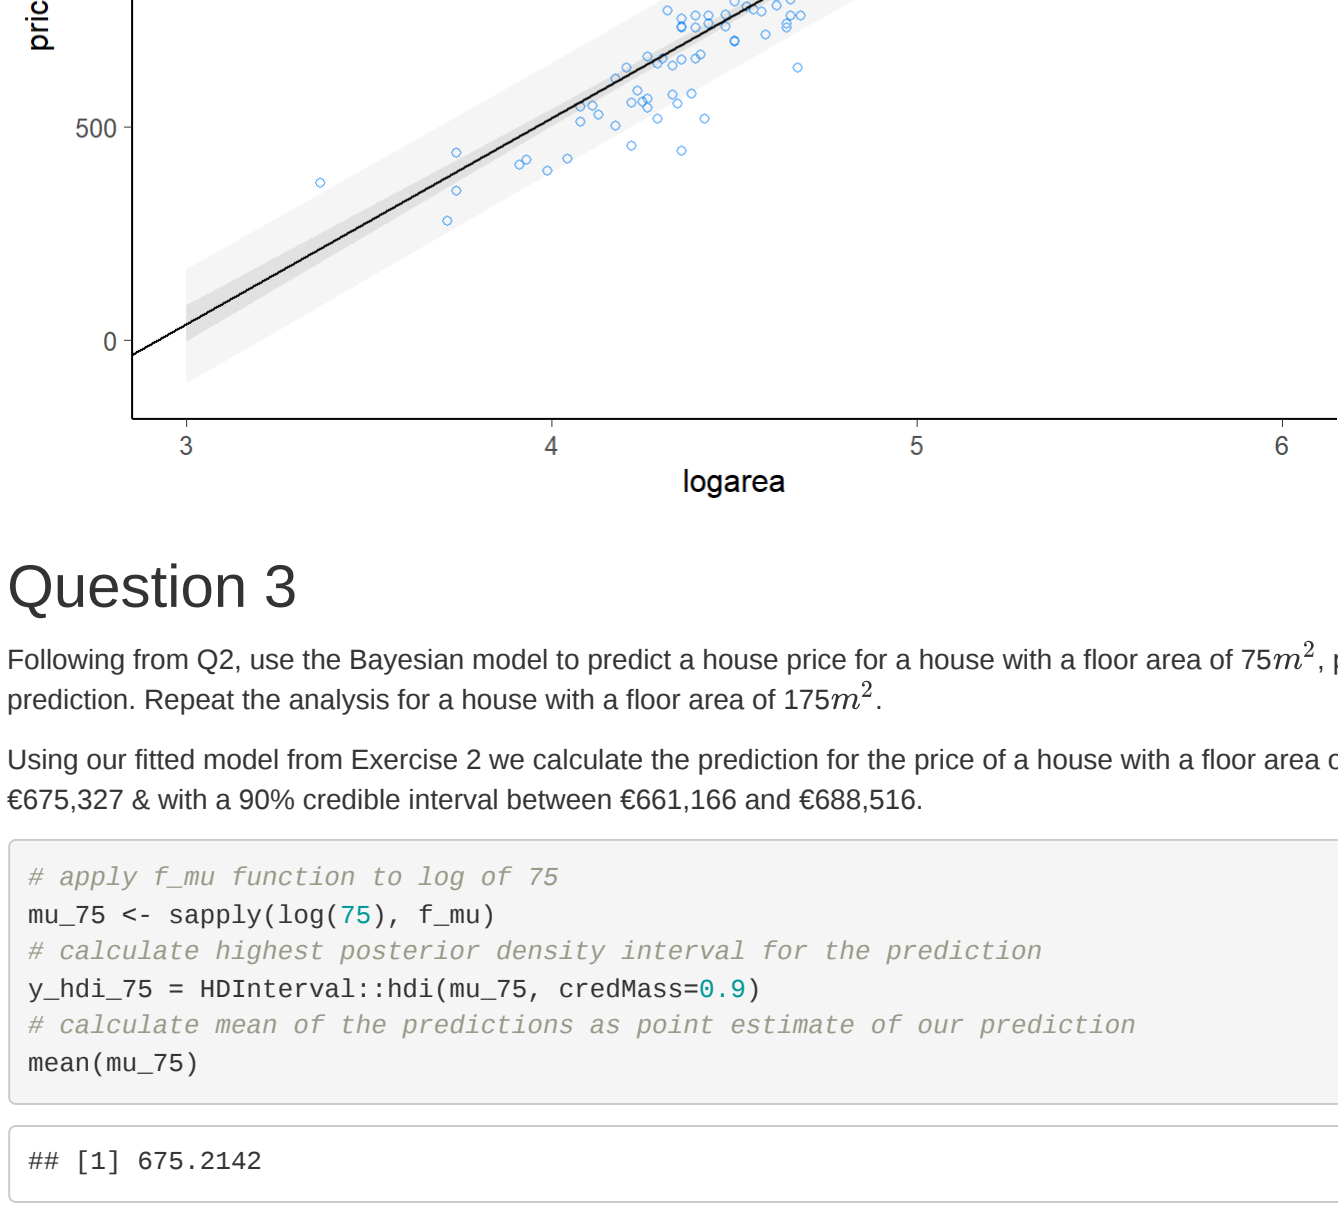 pric
500
0
3 4 5 6
logarea
Question 3
Following from Q2, use the Bayesian model to predict a house price for a house with a floor area of 75m², p
prediction. Repeat the analysis for a house with a floor area of 175m².
Using our fitted model from Exercise 2 we calculate the prediction for the price of a house with a floor area o
€675,327 & with a 90% credible interval between €661,166 and €688,516.
# apply f_mu function to log of 75
mu_75 <- sapply(log(75), f_mu)
# calculate highest posterior density interval for the prediction
y_hdi_75 = HDInterval::hdi(mu_75, credMass=0.9)
# calculate mean of the predictions as point estimate of our prediction
mean(mu_75)
## [1] 675.2142